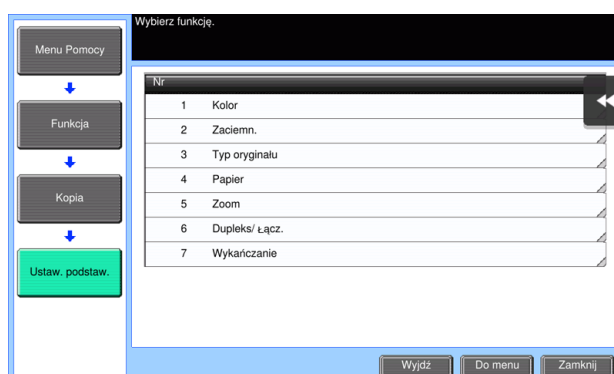 Wybierz funkcję.
Menu Pomocy
Funkcja
Kopia
Ustaw. podstaw.
Nr
1 Kolor
2 Zaciemn.
3 Typ oryginału
4 Papier
5 Zoom
6 Dupleks/ Łącz.
7 Wykańczanie
Wyjdź Do menu Zamknij